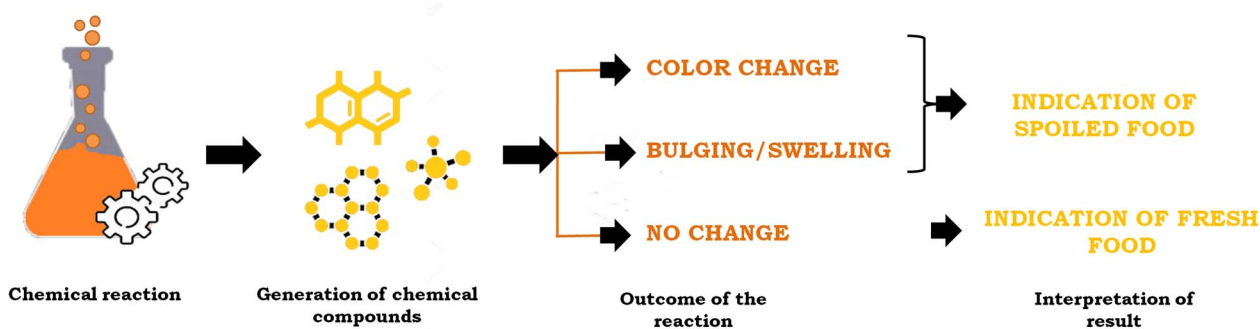 COLOR CHANGE
BULGING/SWELLING
NO CHANGE
INDICATION OF
SPOILED FOOD
INDICATION OF FRESH
FOOD
Chemical reaction
Generation of chemical
compounds
Outcome of the
reaction
Interpretation of
result